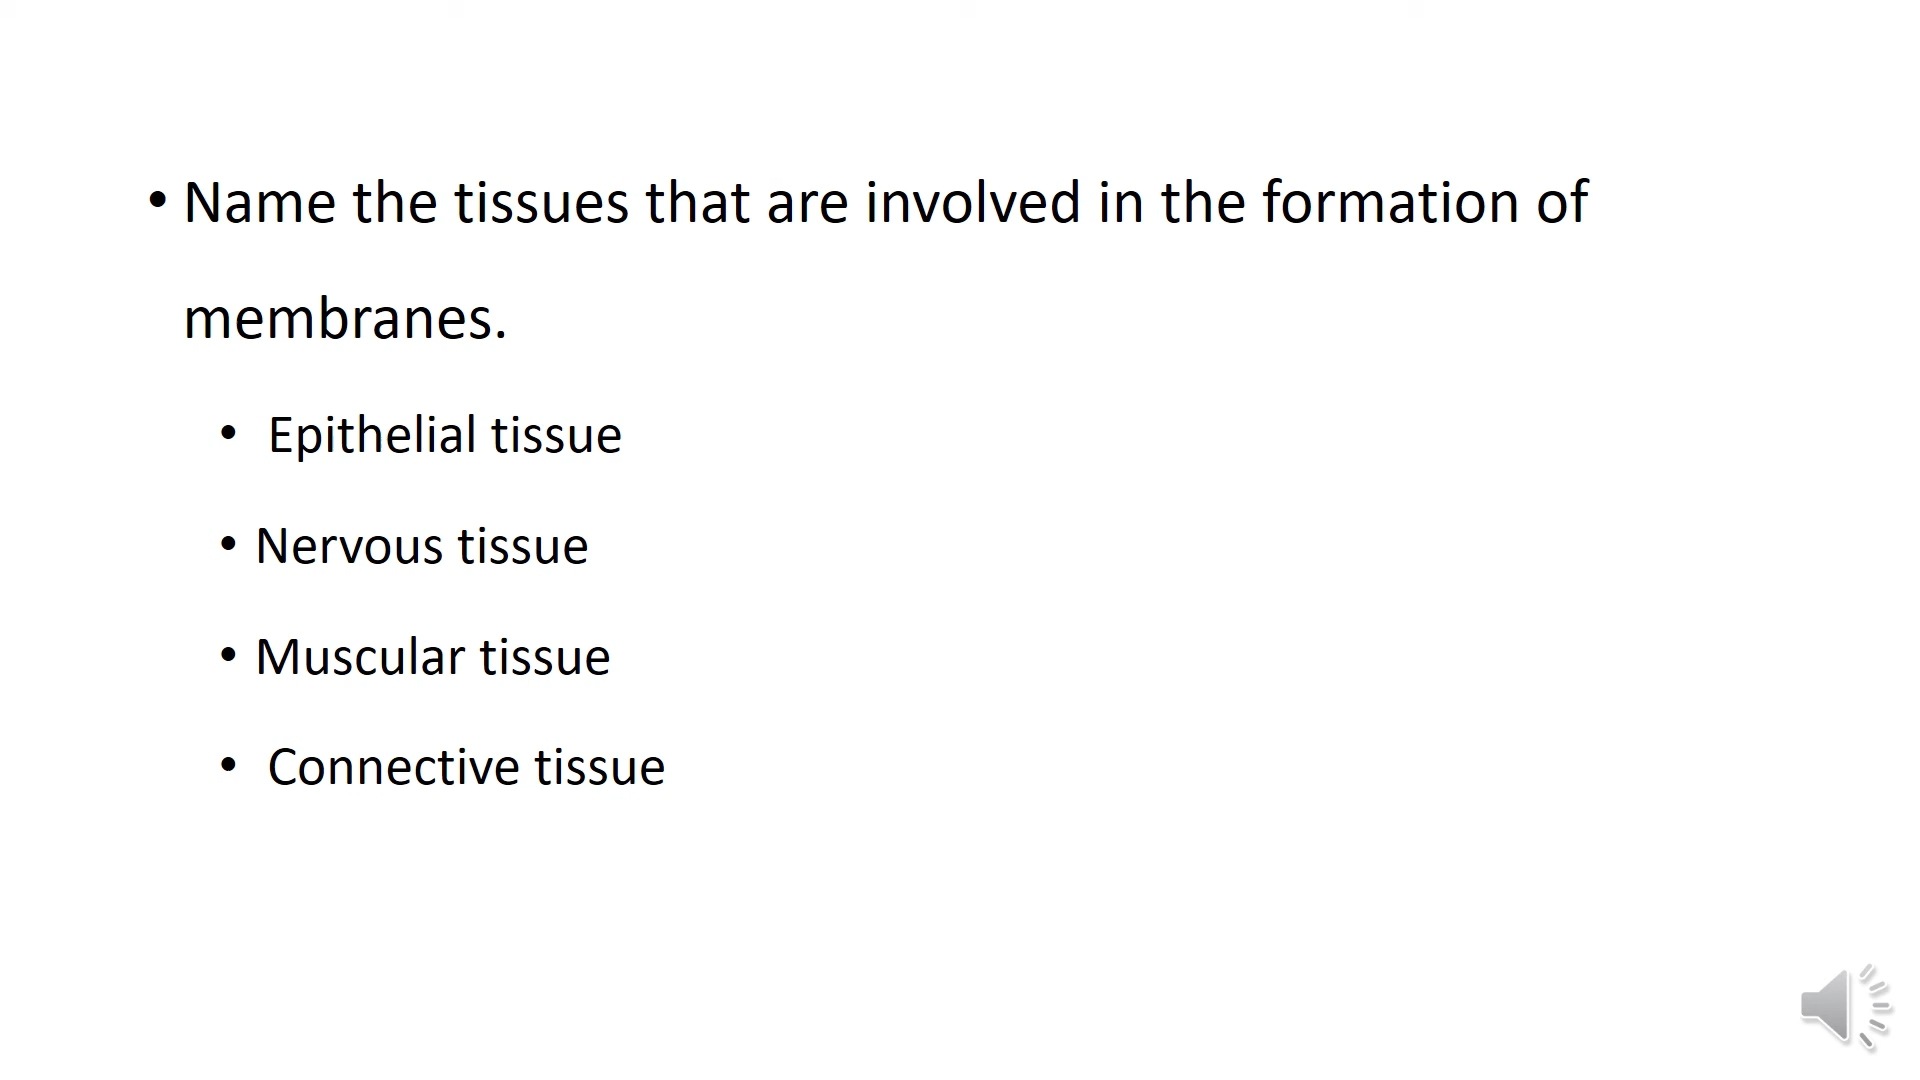 • Name the tissues that are involved in the formation of
membranes.
• Epithelial tissue
• Nervous tissue
• Muscular tissue
• Connective tissue